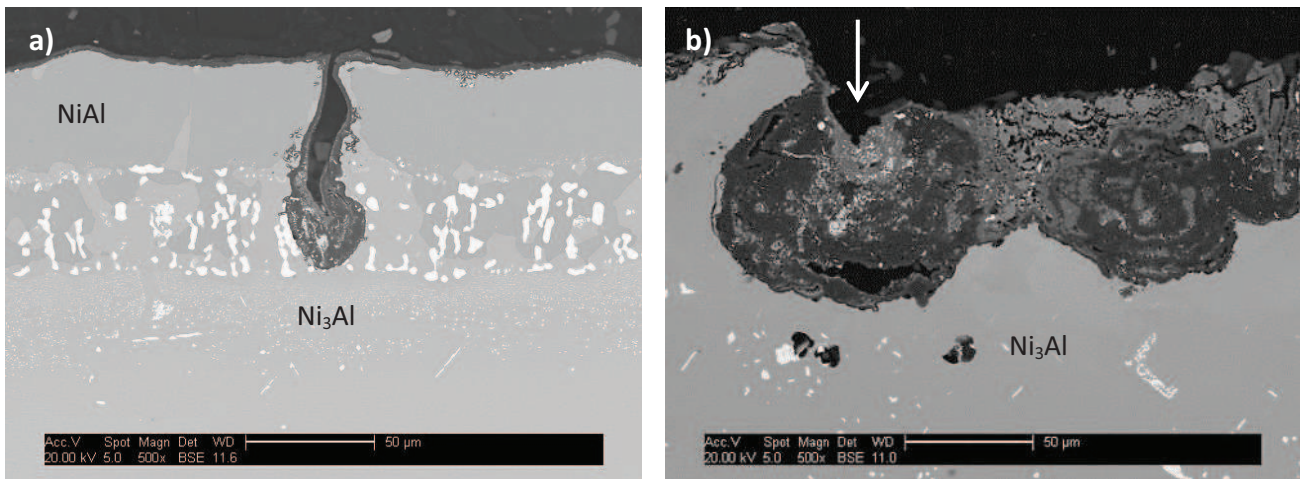 a)
NiAl
Ni₃Al
Acc.V Spot Magn Det WD
20.00 kV 5.0 500x BSE 11.6
50 µm
b)
Ni₃Al
Acc.V Spot Magn Det WD
20.00 kV 5.0 500x BSE 11.0
50 µm